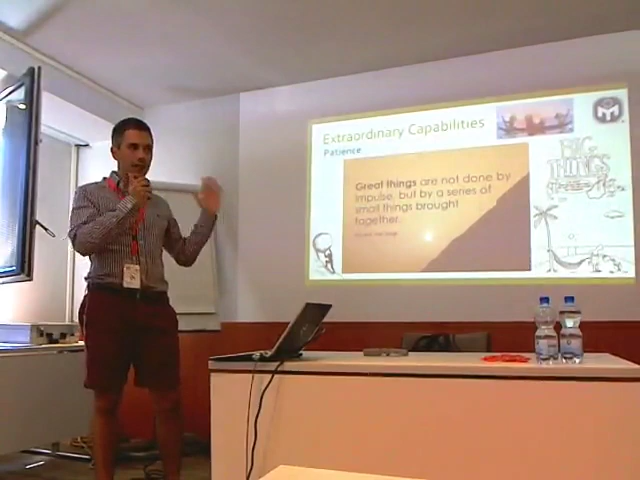 Extraordinary Capabilities
Patience
Great things are not done by
impulse, but by a series of
small things brought
together.
BIG
THINGS